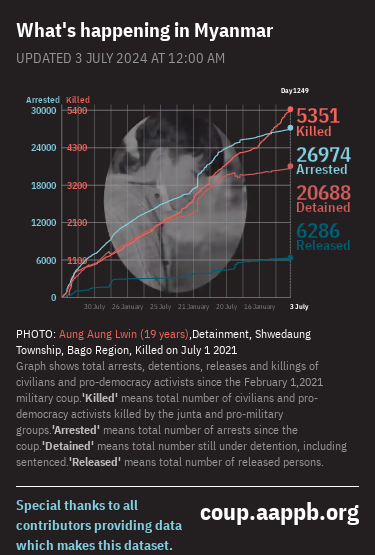 What's happening in Myanmar
UPDATED 3 JULY 2024 AT 12:00 AM
Day1249
Arrested Killed
30000 5400
24000 4300
18000 3200
12000 2100
6000 1100
0
5351
Killed
26974
Arrested
20688
Detained
6286
Released
30 July 26 January 25 July 21 January 20 July 16 January 3 July
PHOTO: Aung Aung Lwin (19 years),Detainment, Shwedaung
Township, Bago Region, Killed on July 1 2021
Graph shows total arrests, detentions, releases and killings of
civilians and pro-democracy activists since the February 1,2021
military coup.'Killed' means total number of civilians and pro-
democracy activists killed by the junta and pro-military
groups.'Arrested' means total number of arrests since the
coup.'Detained' means total number still under detention, including
sentenced.'Released' means total number of released persons.
Special thanks to all
contributors providing data
which makes this dataset.
coup.aappb.org